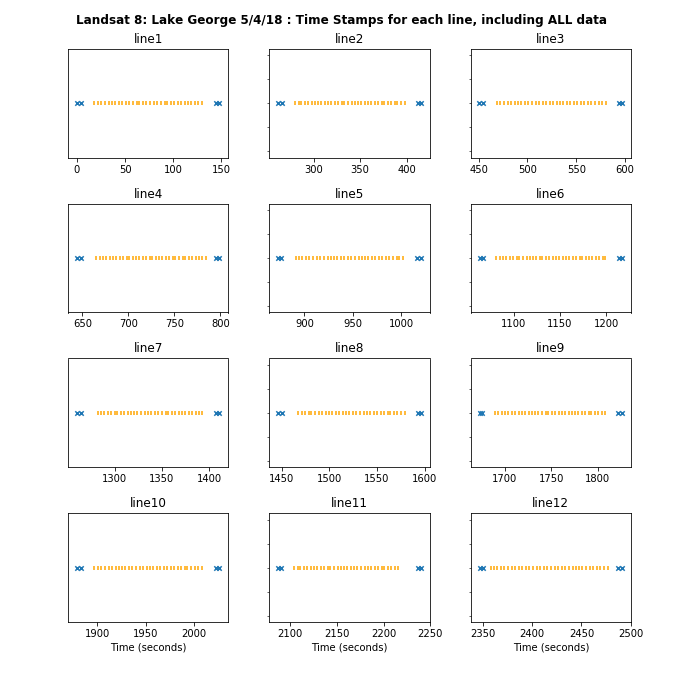 Landsat 8: Lake George 5/4/18 : Time Stamps for each line, including ALL data
line1 line2 line3
0 50 100 150 300 400 450 500 550 600
line4 line5 line6
650 700 750 800 900 950 1000 1100 1150 1200
line7 line8 line9
1300 1350 1400 1450 1500 1550 1600 1700 1750 1800
line10 line11 line12
1900 1950 2000 2100 2150 2200 2250 2350 2400 2450 2500
Time (seconds) Time (seconds) Time (seconds)